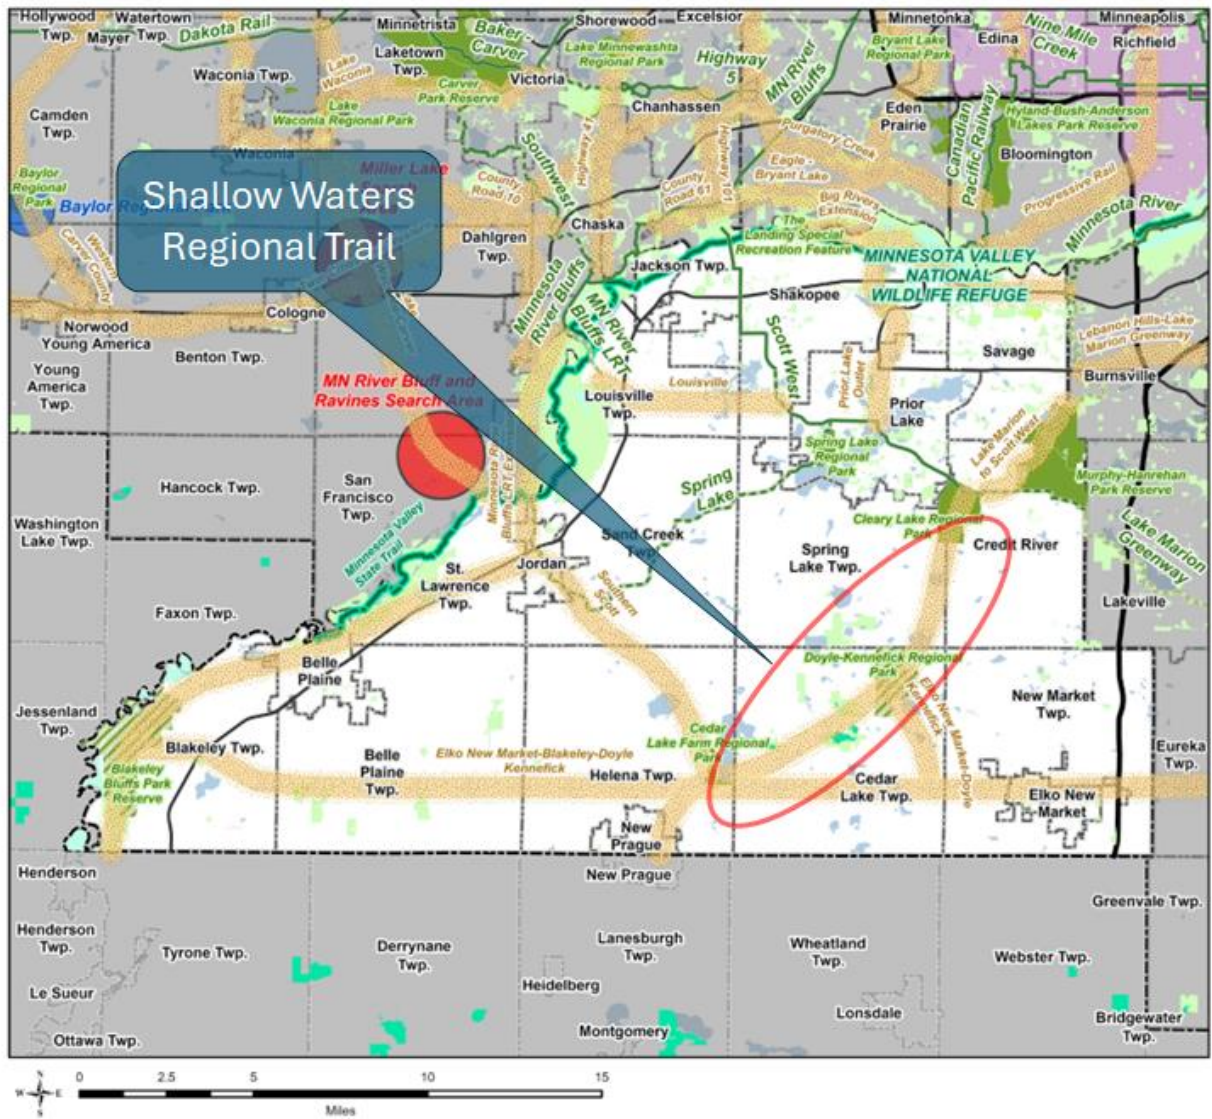 Hollywood
Twp.
Watertown
Twp.
Mayer
Dakota Rail
Minnetrista
Baker -
Carver
Shorewood
Excelsior
Minnetonka
Minneapolis
Edina
Nine Mile
Creek
Richfield
Laketown
Twp.
Lake Minnewashta
Regional Park
Highway
5
MN River
Bluffs
Bryant Lake
Regional Park
Waconia Twp.
Lake
Waconia
Victoria
Carver
Park Reserve
Chanhassen
Eden
Prairie
Canadian
Pacific Railway
Hyland-Bush-Anderson
Lakes Park Reserve
Camden
Twp.
Lake
Waconia Regional Park
Highway 41
Highway 101
Purgatory Creek
Bloomington
Waconia
Southwest
Eagle -
Bryant Lake
Baylor
Regional
Park
Miller Lake
County
Road 10
County
Road 61
Big Rivers
Extension
Progressive Rail
Shallow Waters
Regional Trail
Chaska
The
Landing Special
Recreation Feature
Minnesota River
Western
Carver County
Dahlgren
Twp.
Minnesota
River Bluffs
Jackson Twp.
MINNESOTA VALLEY
NATIONAL
WILDLIFE REFUGE
Cologne
MN River
Bluffs LRT
Shakopee
Norwood
Young America
Benton Twp.
Scott West
Prior Lake
Outlet
Savage
Lebanon Hills-Lake
Marion Greenway
Young
America
Twp.
MN River Bluff and
Ravines Search Area
Louisville
Louisville
Twp.
Burnsville
Prior
Lake
Lake Marion
to Scott West
Spring Lake
Regional
Park
Hancock Twp.
San
Francisco
Twp.
Spring
Lake
Murphy-Hanrehan
Park Reserve
Washington
Lake Twp.
Minnesota Valley
State Trail
Sand Creek
Twp.
Cleary Lake Regional
Park
Credit River
Lake Marion
Greenway
Jordan
Spring
Lake Twp.
St.
Lawrence
Twp.
Southern
Scott
Faxon Twp.
Lakeville
Belle
Plaine
Doyle-Kennefick Regional
Park
Jessenland
Twp.
Elko New Market-Doyle
Kennefick
New Market
Twp.
Blakeley Twp.
Belle
Plaine
Twp.
Elko New Market-Blakeley-Doyle
Kennefick
Cedar
Lake Farm Regional
Park
Eureka
Twp.
Blakeley
Bluffs Park
Reserve
Helena Twp.
Cedar
Lake Twp.
Elko New
Market
New
Prague
Henderson
New Prague
Greenvale Twp.
Henderson
Twp.
Tyrone Twp.
Derrynane
Twp.
Lanesburgh
Twp.
Wheatland
Twp.
Webster Twp.
Le Sueur
Heidelberg
Lonsdale
Ottawa Twp.
Montgomery
Bridgewater
Twp.
N
W E
S
0 2.5 5 10 15
Miles